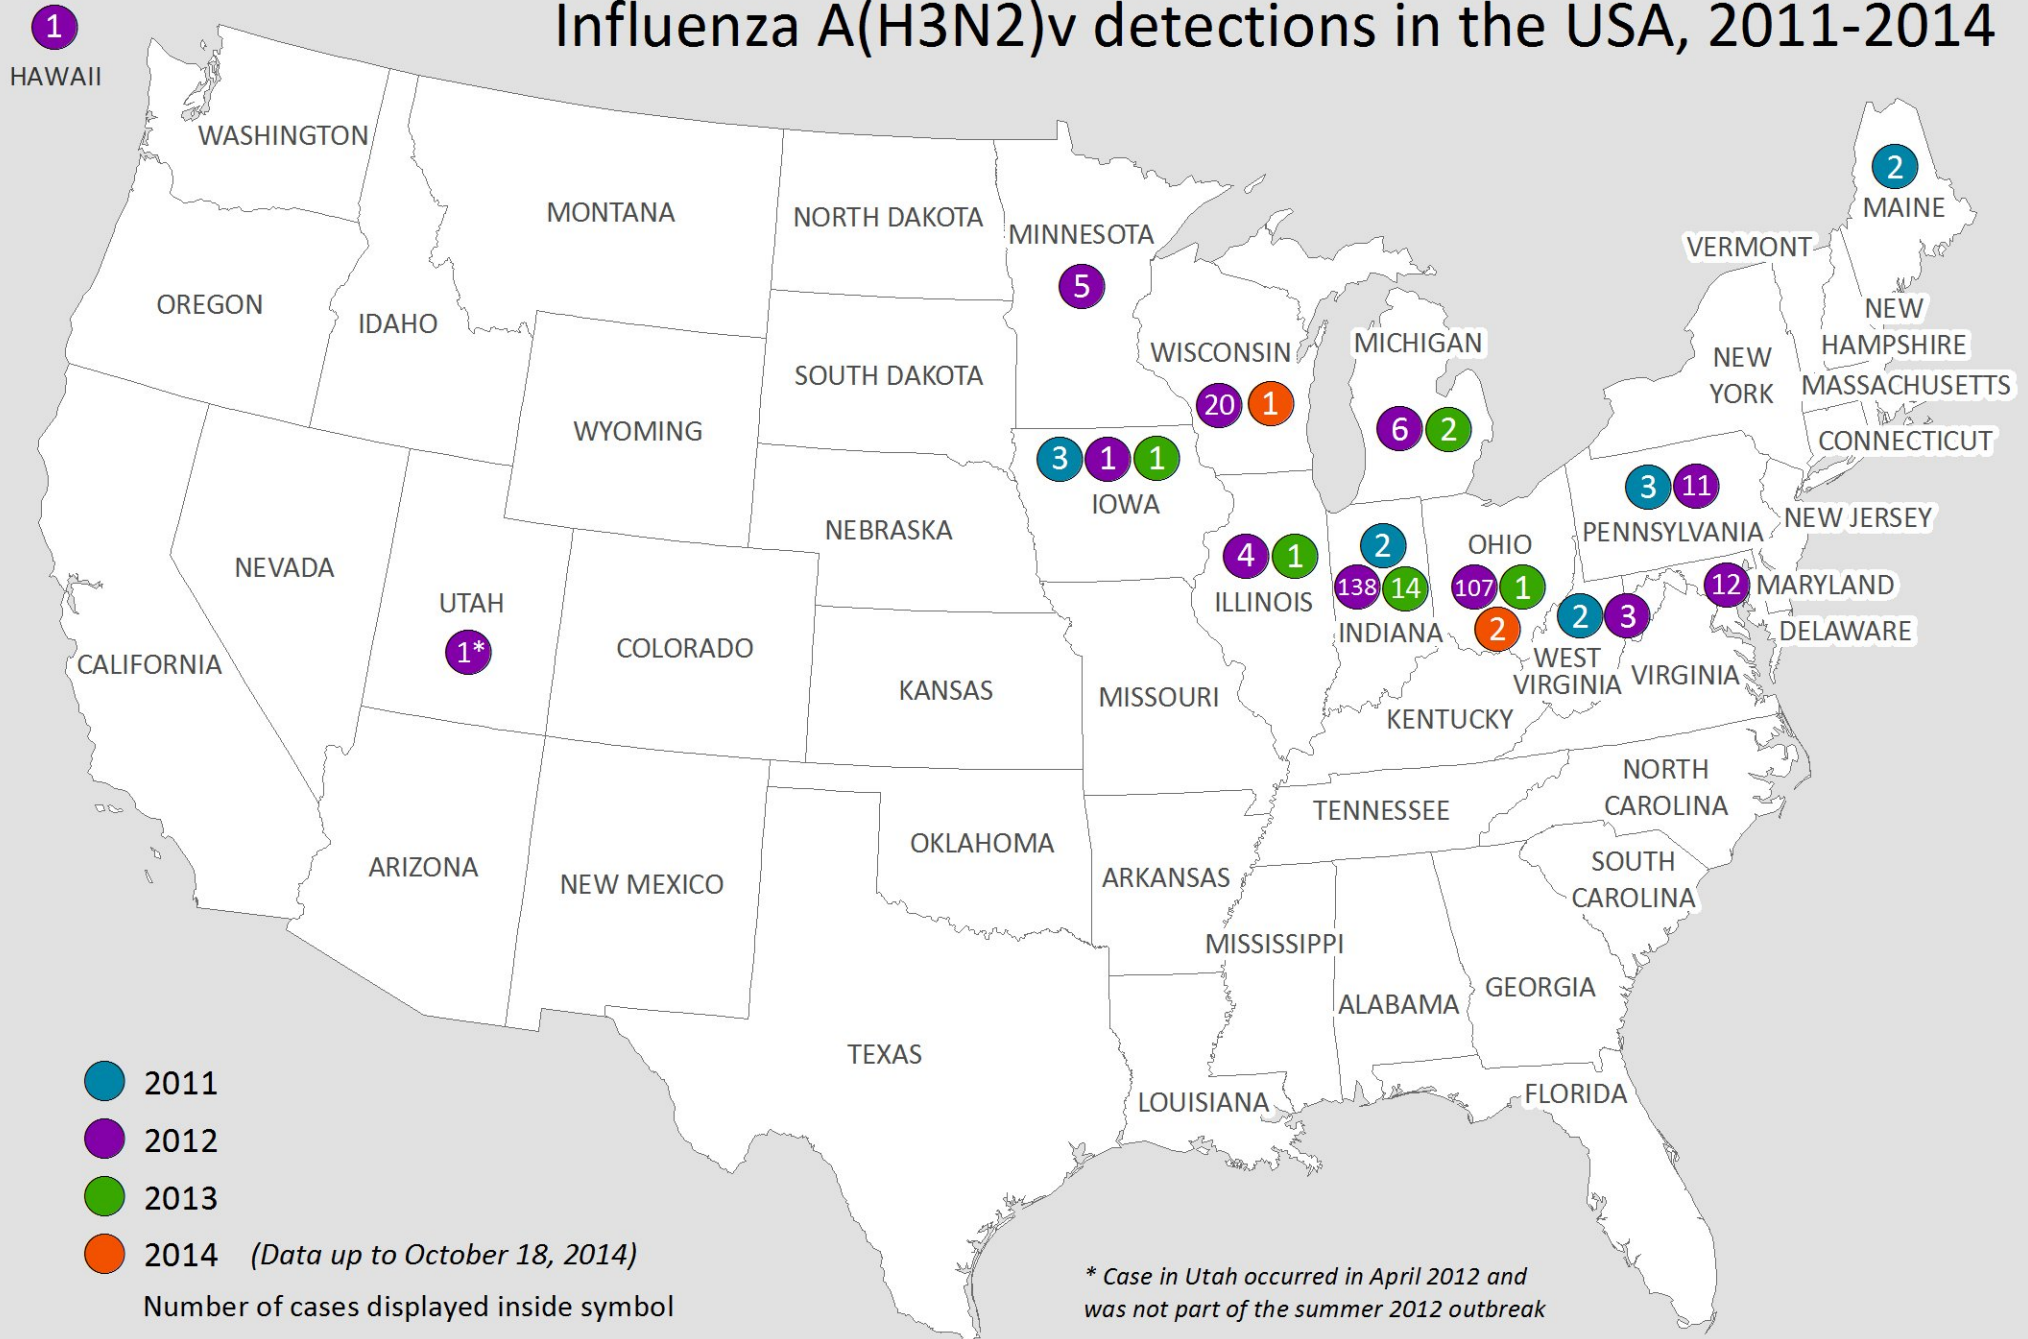 Influenza A(H3N2)v detections in the USA, 2011-2014
1
HAWAII
WASHINGTON
MONTANA
NORTH DAKOTA
MINNESOTA
5
2
MAINE
VERMONT
OREGON
IDAHO
NEW
HAMPSHIRE
WISCONSIN
20 1
MICHIGAN
6 2
NEW
YORK
MASSACHUSETTS
SOUTH DAKOTA
WYOMING
CONNECTICUT
3 1 1
IOWA
3 11
PENNSYLVANIA
NEW JERSEY
NEBRASKA
NEVADA
UTAH
1*
4 1
ILLINOIS
2
138 14
INDIANA
OHIO
107 1
2
12 MARYLAND
DELAWARE
2 3
WEST
VIRGINIA
VIRGINIA
CALIFORNIA
COLORADO
KANSAS
MISSOURI
KENTUCKY
NORTH
CAROLINA
TENNESSEE
OKLAHOMA
ARIZONA
NEW MEXICO
ARKANSAS
SOUTH
CAROLINA
MISSISSIPPI
ALABAMA
GEORGIA
TEXAS
LOUISIANA
FLORIDA
2011
2012
2013
2014 (Data up to October 18, 2014)
Number of cases displayed inside symbol
* Case in Utah occurred in April 2012 and
was not part of the summer 2012 outbreak